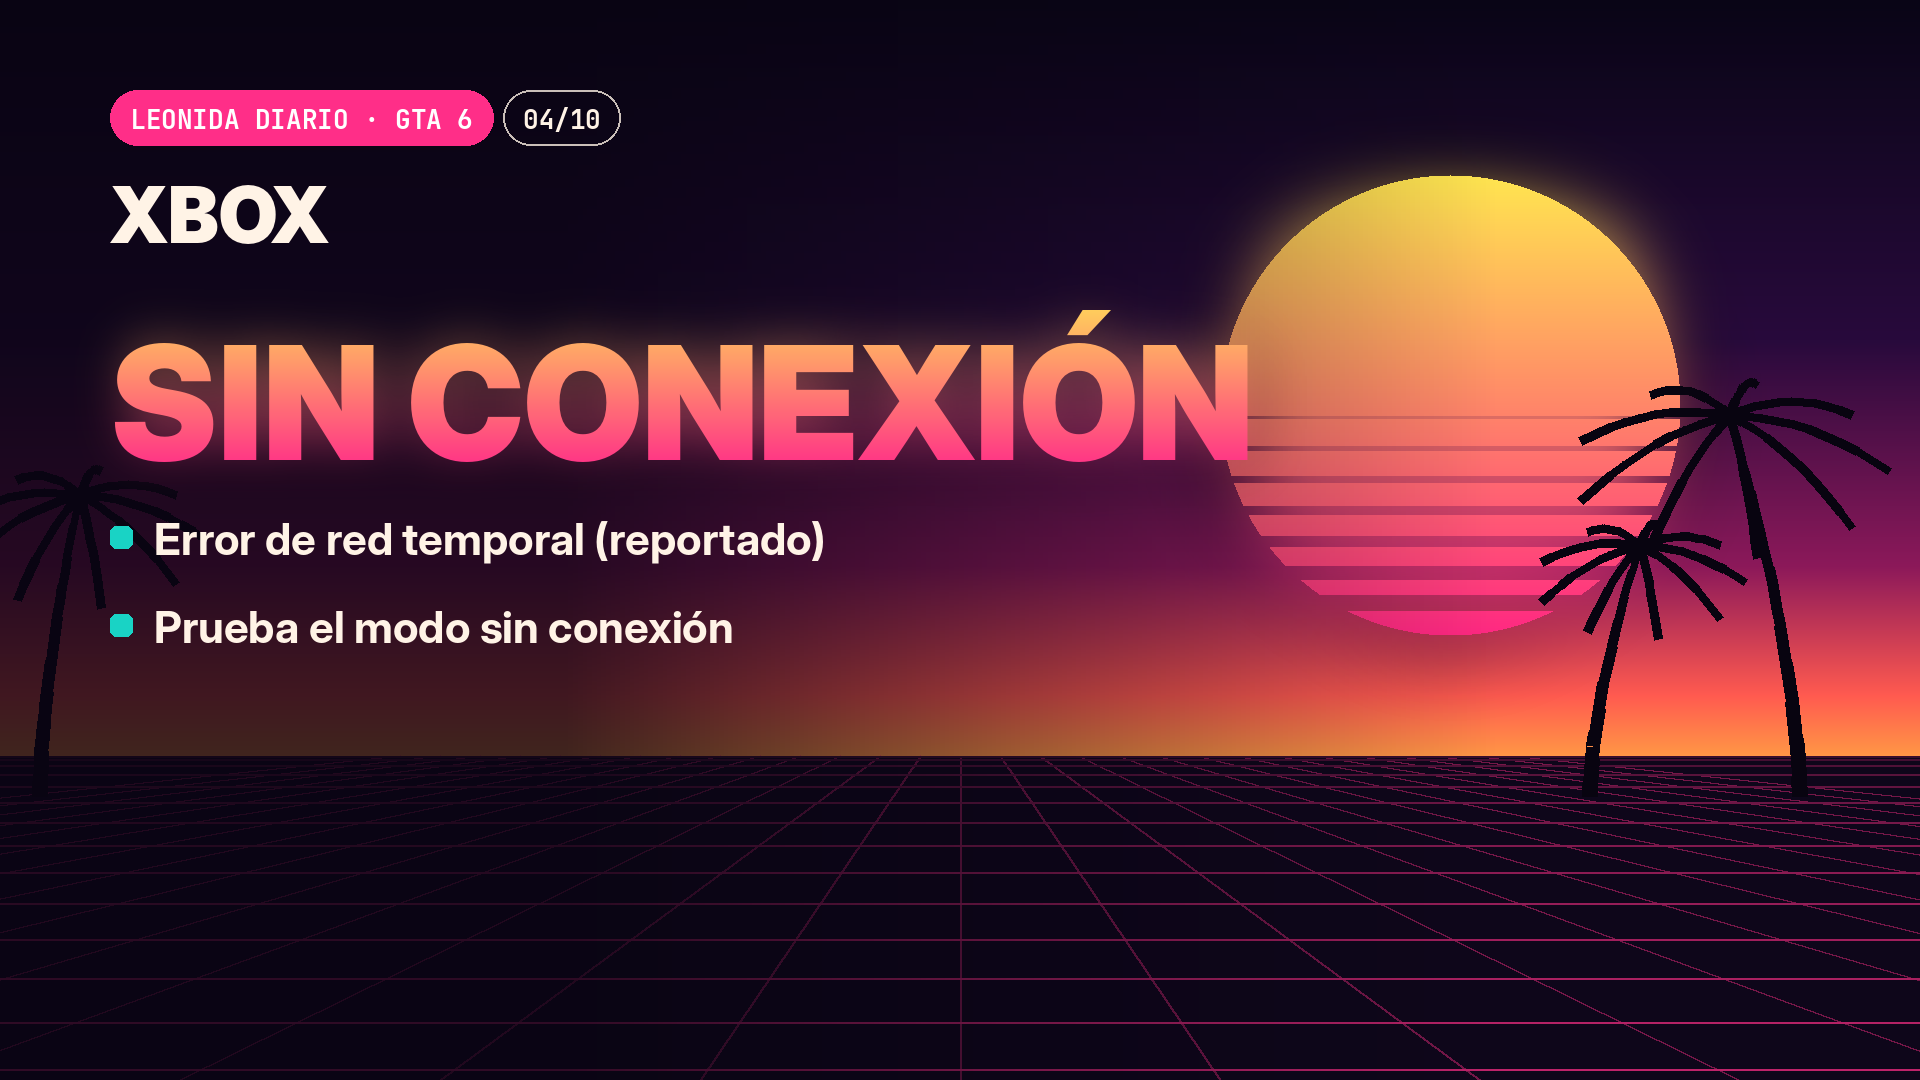 LEONIDA DIARIO · GTA 6
04/10
XBOX
SIN CONEXIÓN
Error de red temporal (reportado)
Prueba el modo sin conexión